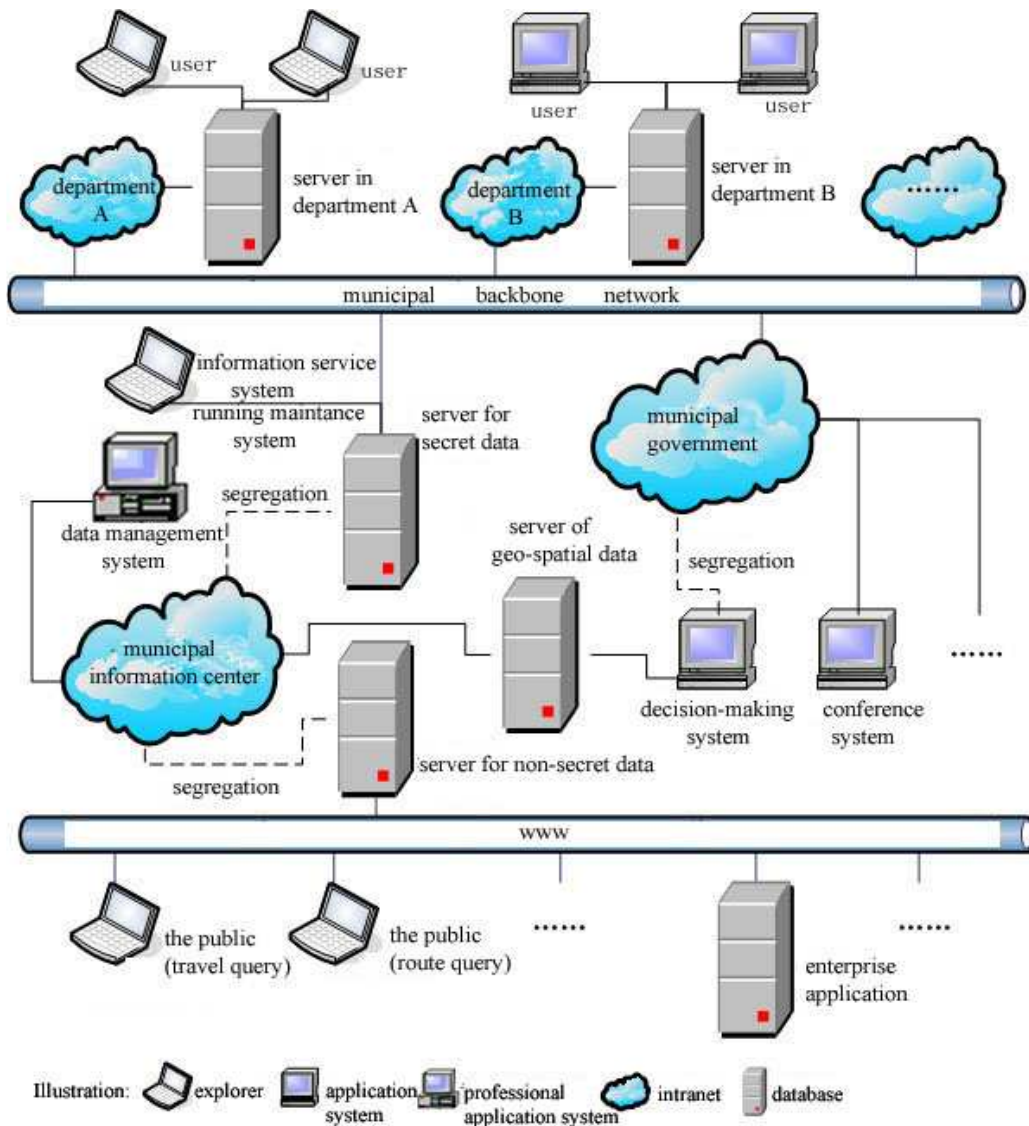 user
user
user
user
department
A
server in
department A
department
B
server in
department B
......
municipal backbone network
information service
system
running maintance
system
server for
secret data
municipal
government
segregation
data management
system
server of
geo-spatial data
segregation
municipal
information center
......
decision-making
system
conference
system
segregation
server for non-secret data
www
the public
(travel query)
the public
(route query)
......
......
enterprise
application
Illustration: explorer application
system professional
application system intranet database